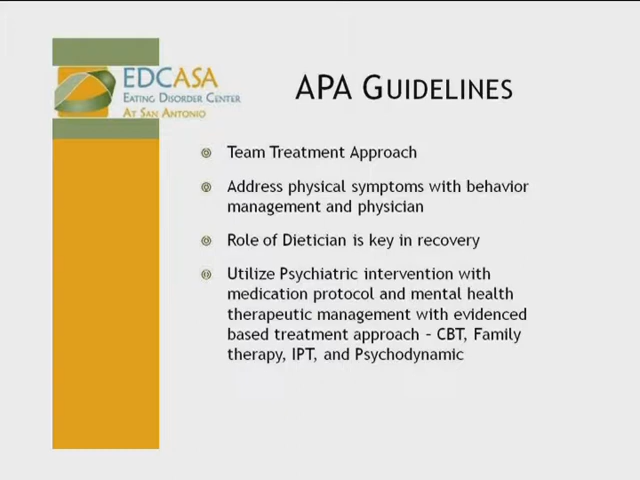 EDCASA
EATING DISORDER CENTER
AT SAN ANTONIO
APA GUIDELINES
Team Treatment Approach
Address physical symptoms with behavior
management and physician
Role of Dietician is key in recovery
Utilize Psychiatric intervention with
medication protocol and mental health
therapeutic management with evidenced
based treatment approach – CBT, Family
therapy, IPT, and Psychodynamic